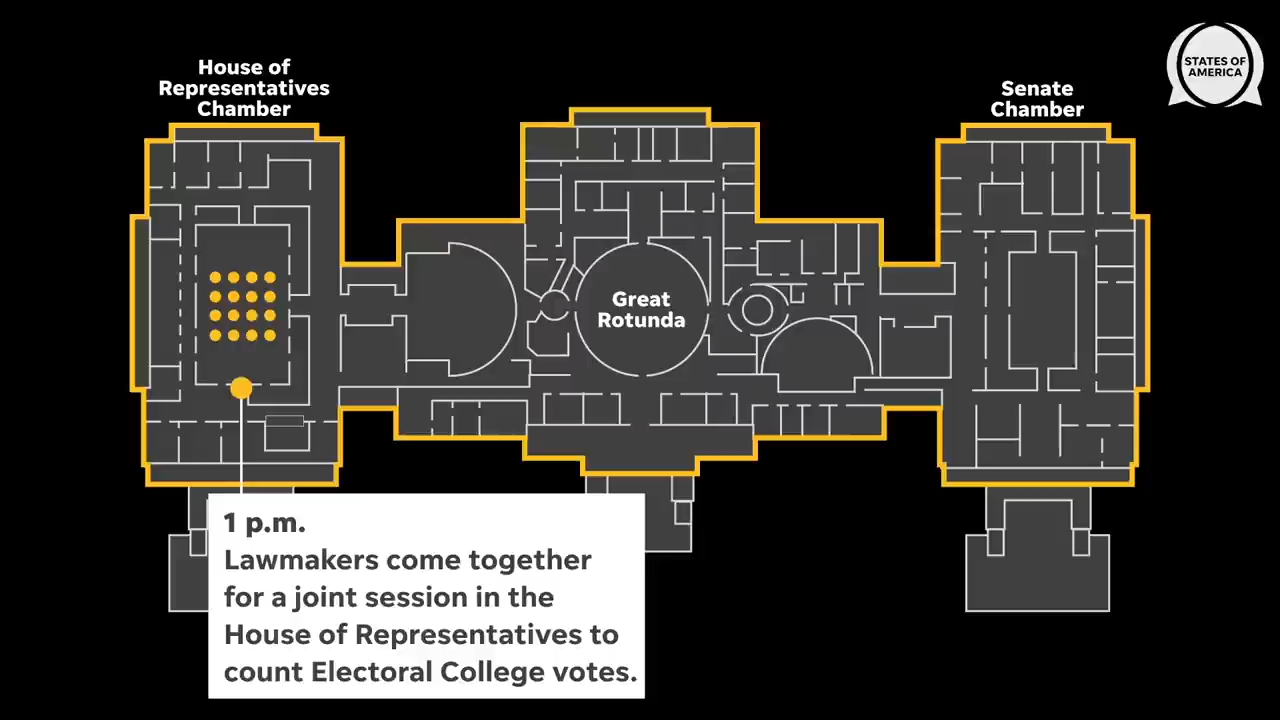 House of
Representatives
Chamber
Senate
Chamber
STATES OF
AMERICA
Great
Rotunda
1 p.m.
Lawmakers come together
for a joint session in the
House of Representatives to
count Electoral College votes.